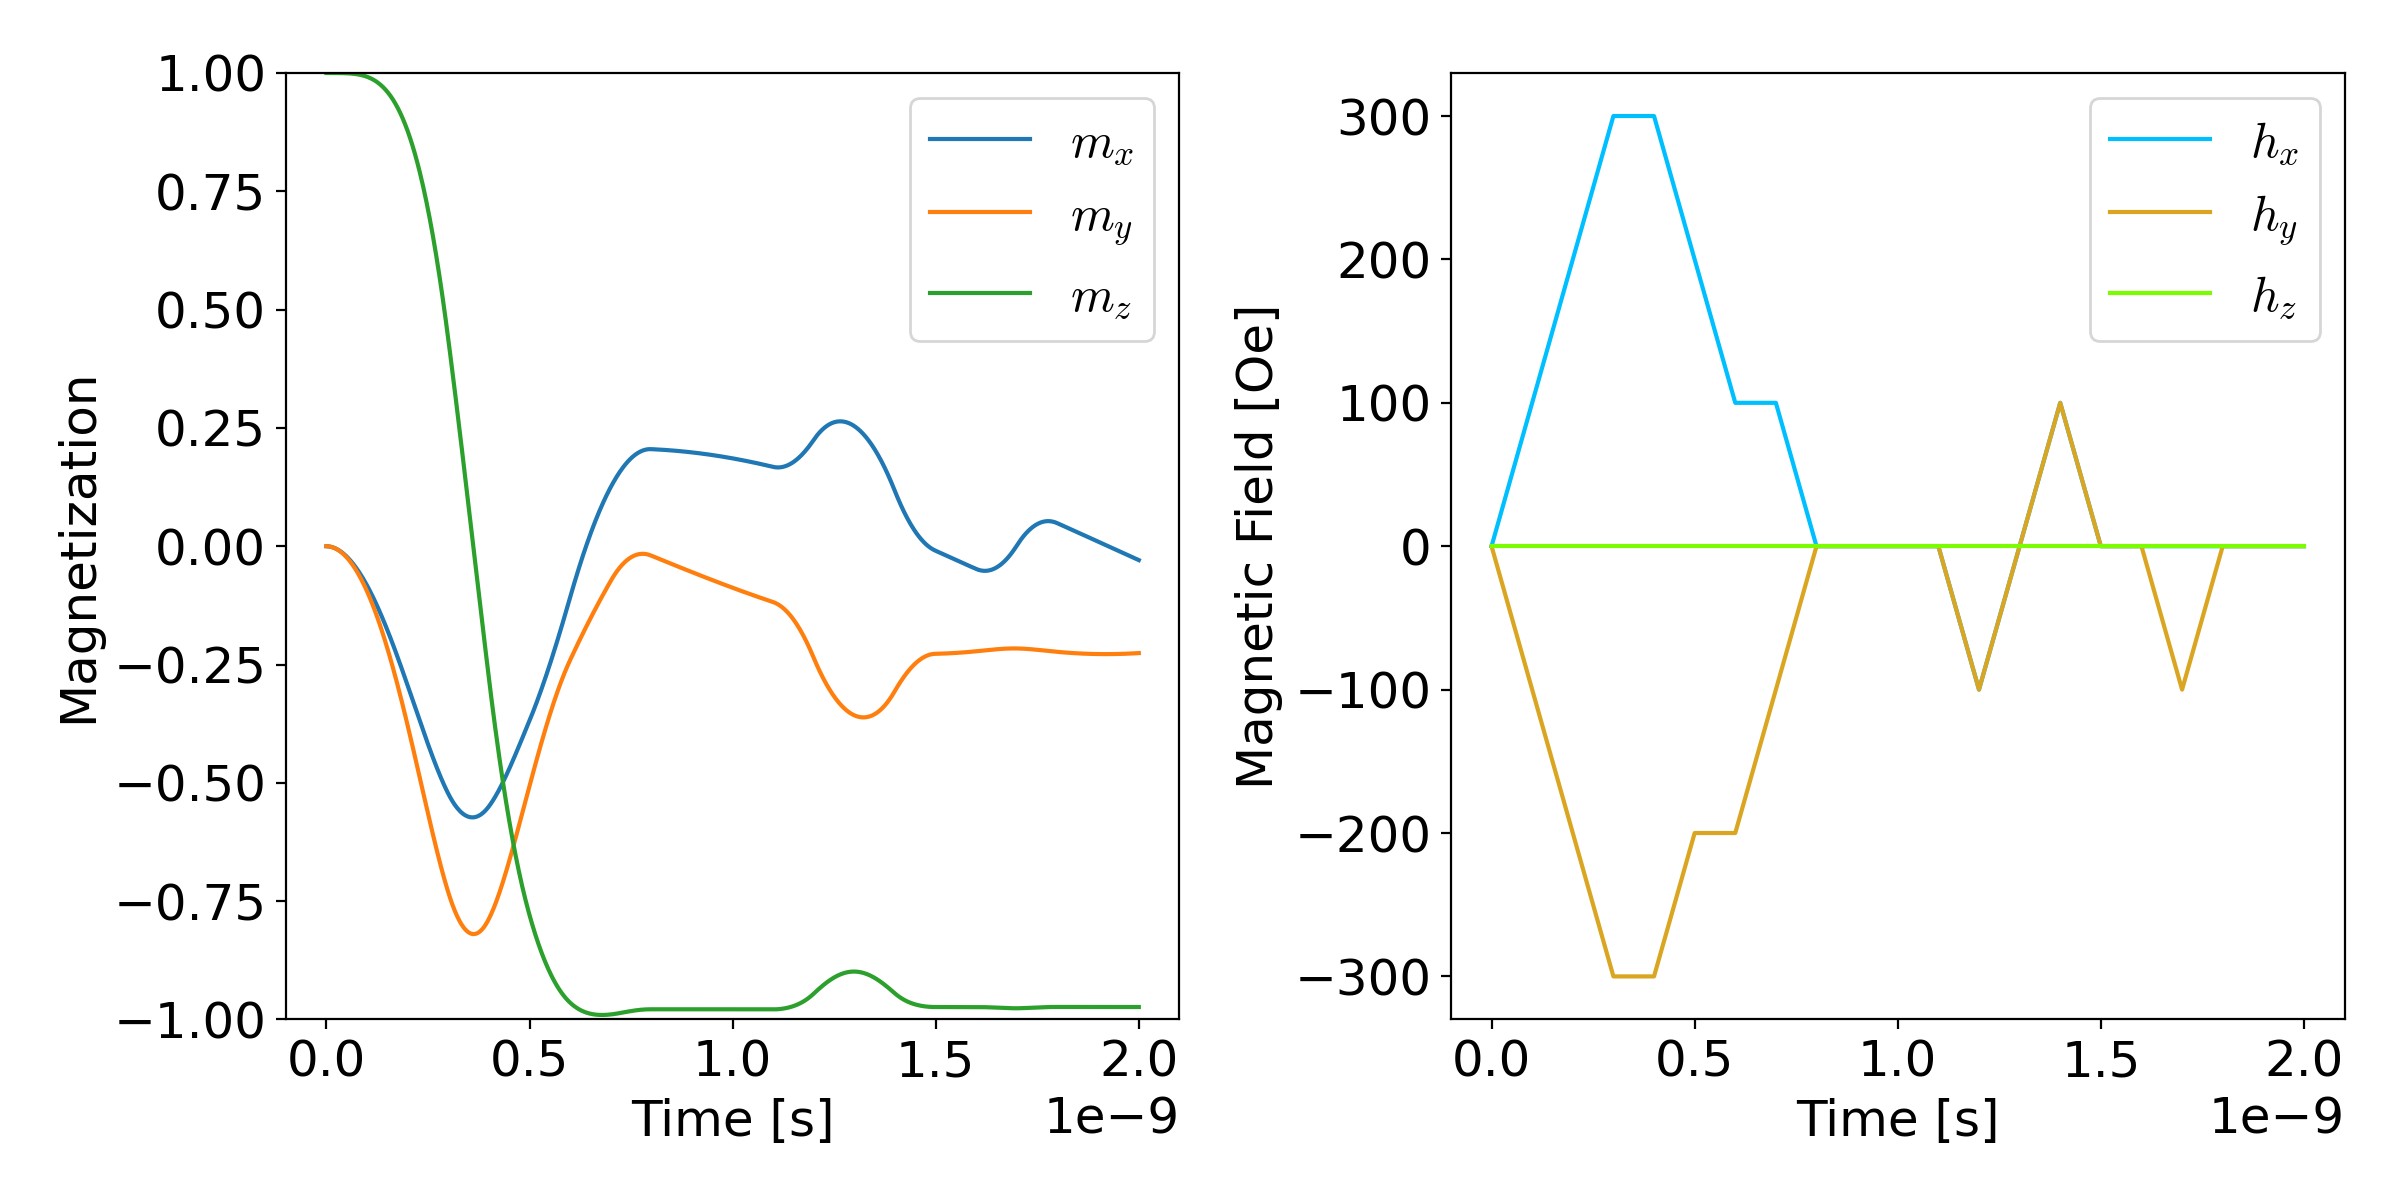 Magnetization
1.00
0.75
0.50
0.25
0.00
−0.25
−0.50
−0.75
−1.00
0.0 0.5 1.0 1.5 2.0
Time [s]
1e−9
m_x
m_y
m_z
Magnetic Field [Oe]
300
200
100
0
−100
−200
−300
0.0 0.5 1.0 1.5 2.0
Time [s]
1e−9
h_x
h_y
h_z